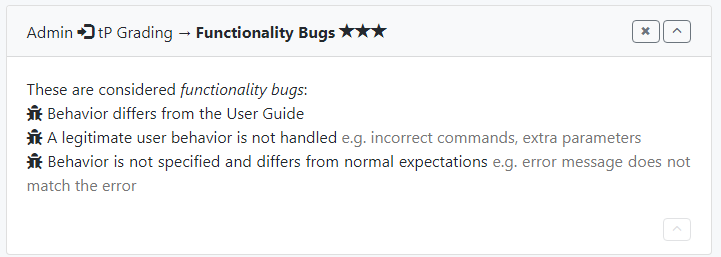 Admin tP Grading → Functionality Bugs ★★★
These are considered functionality bugs:
Behavior differs from the User Guide
A legitimate user behavior is not handled e.g. incorrect commands, extra parameters
Behavior is not specified and differs from normal expectations e.g. error message does not
match the error